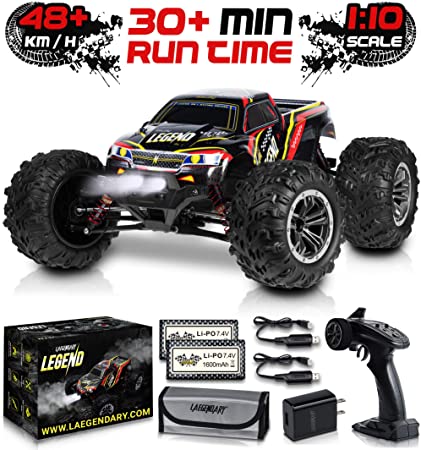 48+
KM / H
30+ MIN
RUN TIME
1:10
SCALE
LEGEND
LAEGENDARY
LEGEND
WWW.LAEGENDARY.COM
LI-PO 7.4V
LI-PO 7.4V
1600mAh
LAEGENDARY